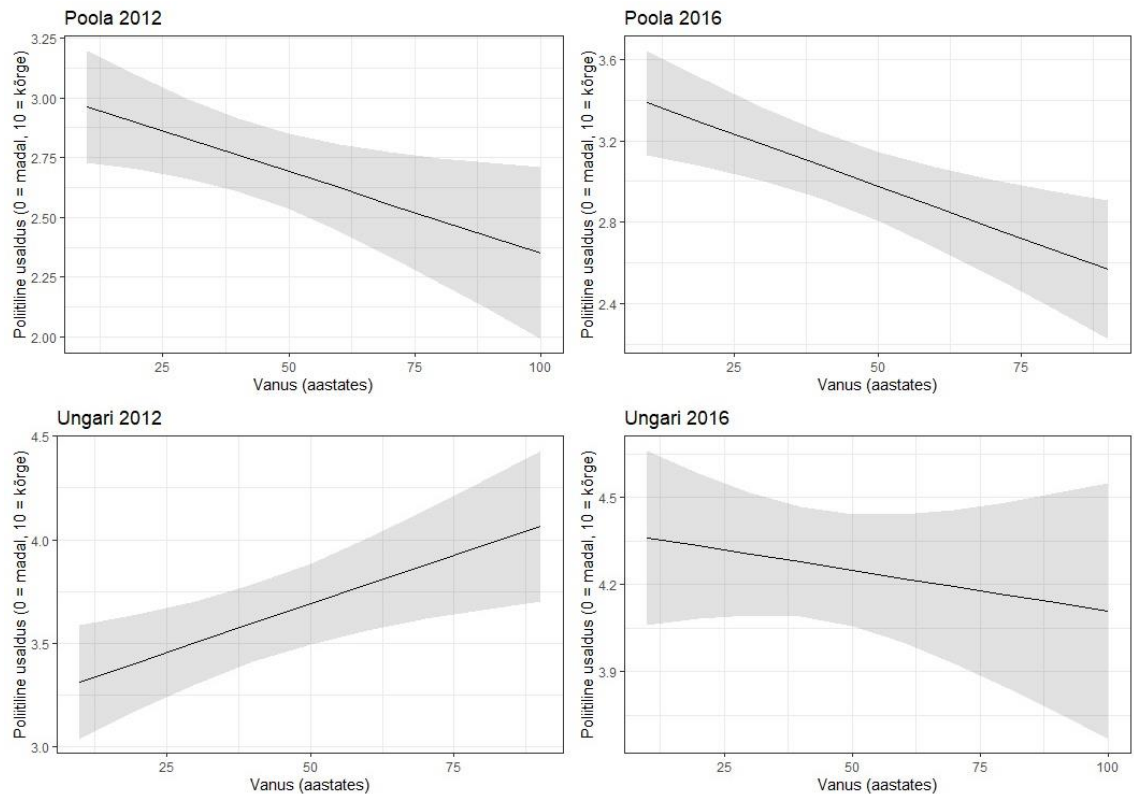 Poola 2012
Poliitiline usaldus (0 = madal, 10 = kõrge)
3.25
3.00
2.75
2.50
2.25
2.00
25
50
75
100
Vanus (aastates)
Poola 2016
Poliitiline usaldus (0 = madal, 10 = kõrge)
3.6
3.2
2.8
2.4
25
50
75
Vanus (aastates)
Ungari 2012
Poliitiline usaldus (0 = madal, 10 = kõrge)
4.5
4.0
3.5
3.0
25
50
75
Vanus (aastates)
Ungari 2016
Poliitiline usaldus (0 = madal, 10 = kõrge)
4.5
4.2
3.9
25
50
75
100
Vanus (aastates)